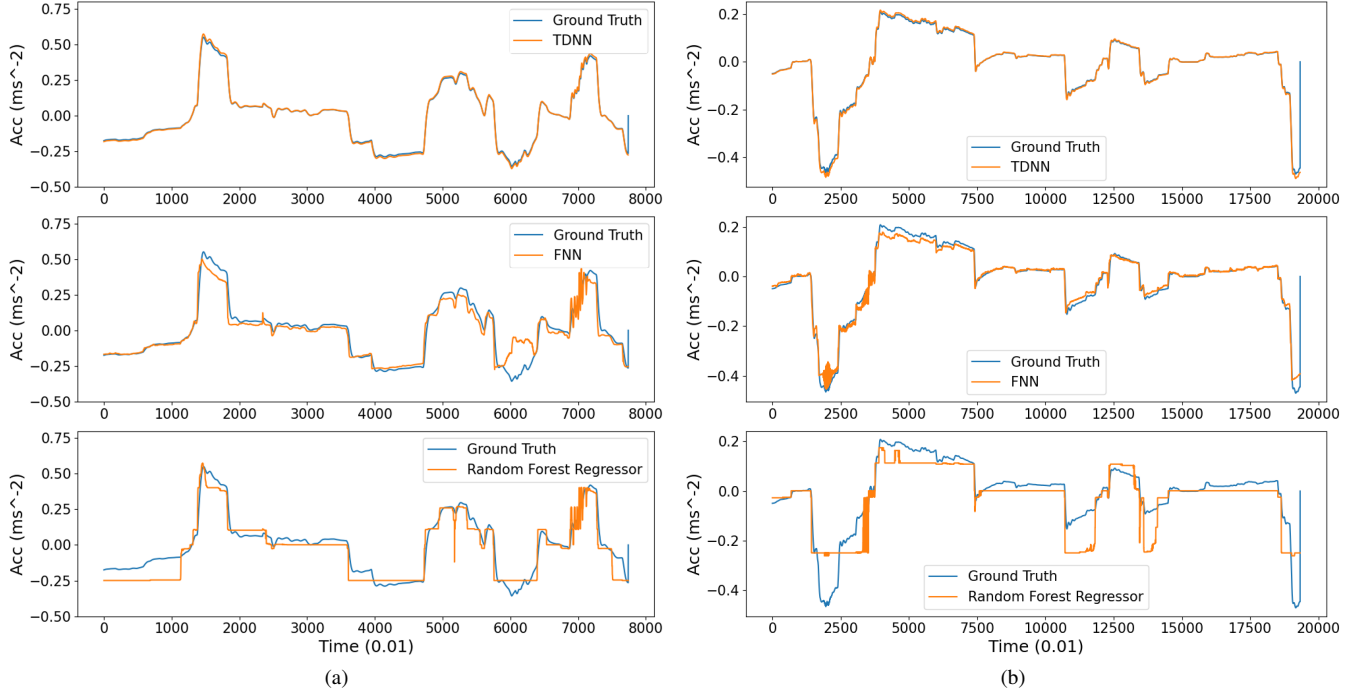 0.75
0.50
0.25
0.00
−0.25
−0.50
Acc (ms^-2)
Ground Truth
TDNN
0 1000 2000 3000 4000 5000 6000 7000 8000
0.75
0.50
0.25
0.00
−0.25
−0.50
Acc (ms^-2)
Ground Truth
FNN
0 1000 2000 3000 4000 5000 6000 7000 8000
0.75
0.50
0.25
0.00
−0.25
−0.50
Acc (ms^-2)
Ground Truth
Random Forest Regressor
0 1000 2000 3000 4000 5000 6000 7000 8000
Time (0.01)
(a)
0.2
0.0
−0.2
−0.4
Acc (ms^-2)
Ground Truth
TDNN
0 2500 5000 7500 10000 12500 15000 17500 20000
0.2
0.0
−0.2
−0.4
Acc (ms^-2)
Ground Truth
FNN
0 2500 5000 7500 10000 12500 15000 17500 20000
0.2
0.0
−0.2
−0.4
Acc (ms^-2)
Ground Truth
Random Forest Regressor
0 2500 5000 7500 10000 12500 15000 17500 20000
Time (0.01)
(b)